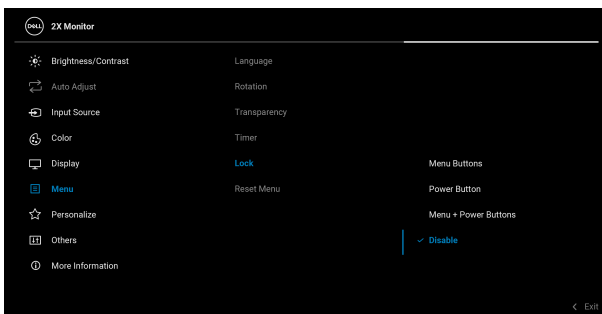 DELL 2X Monitor
Brightness/Contrast Language
Auto Adjust Rotation
Input Source Transparency
Color Timer
Display Lock Menu Buttons
Menu Reset Menu Power Button
Personalize Menu + Power Buttons
Others Disable
More Information
Exit